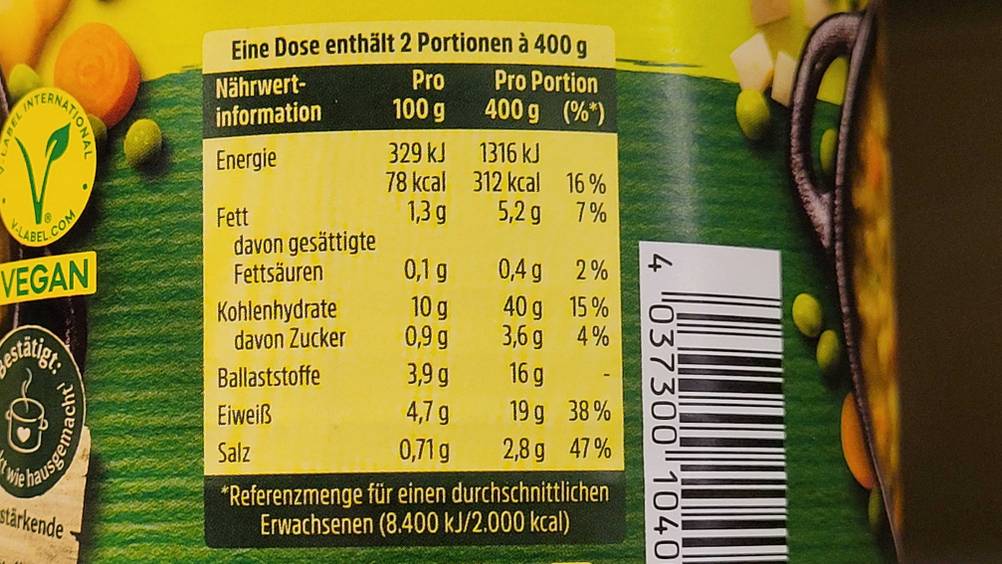 Eine Dose enthält 2 Portionen à 400 g
Nährwert- Pro Pro Portion
information 100 g 400 g (%*)
Energie 329 kJ 1316 kJ
78 kcal 312 kcal 16 %
Fett 1,3 g 5,2 g 7 %
davon gesättigte
Fettsäuren 0,1 g 0,4 g 2 %
Kohlenhydrate 10 g 40 g 15 %
davon Zucker 0,9 g 3,6 g 4 %
Ballaststoffe 3,9 g 16 g -
Eiweiß 4,7 g 19 g 38 %
Salz 0,71 g 2,8 g 47 %
*Referenzmenge für einen durchschnittlichen
Erwachsenen (8.400 kJ/2.000 kcal)
INTERNATIONAL
V-LABEL.COM
VEGAN
wie hausgemacht!
4 037300 1040